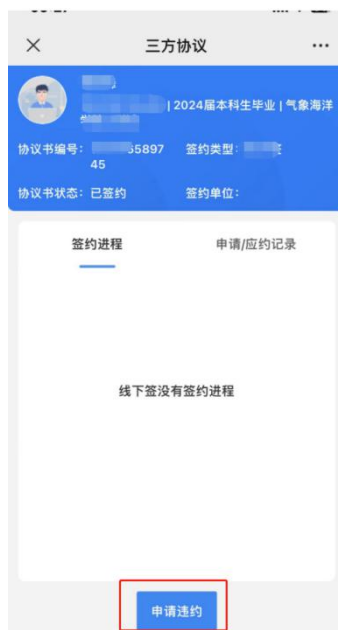 三方协议
| 2024届本科生毕业 | 气象海洋
协议书编号: 55897
签约类型:
45
协议书状态: 已签约
签约单位:
签约进程
申请/应约记录
线下签没有签约进程
申请违约